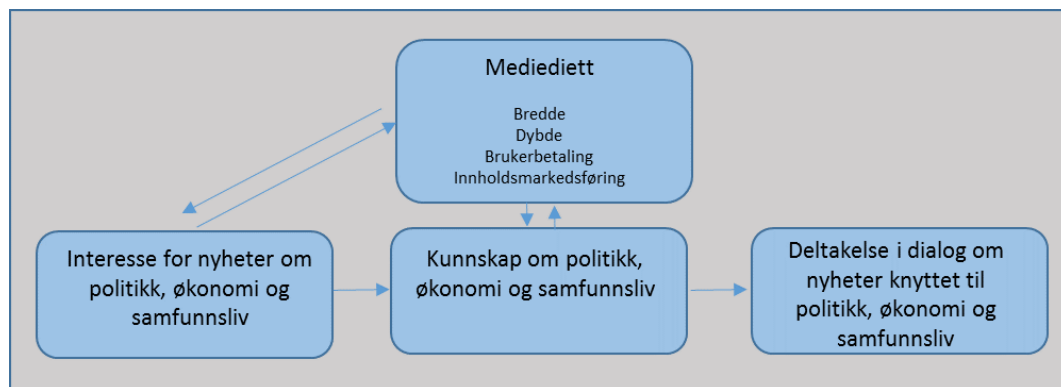 Mediediett
Bredde
Dybde
Brukerbetaling
Innholdsmarkedsføring
Interesse for nyheter om
politikk, økonomi og
samfunnsliv
Kunnskap om politikk,
økonomi og samfunnsliv
Deltakelse i dialog om
nyheter knyttet til
politikk, økonomi og
samfunnsliv